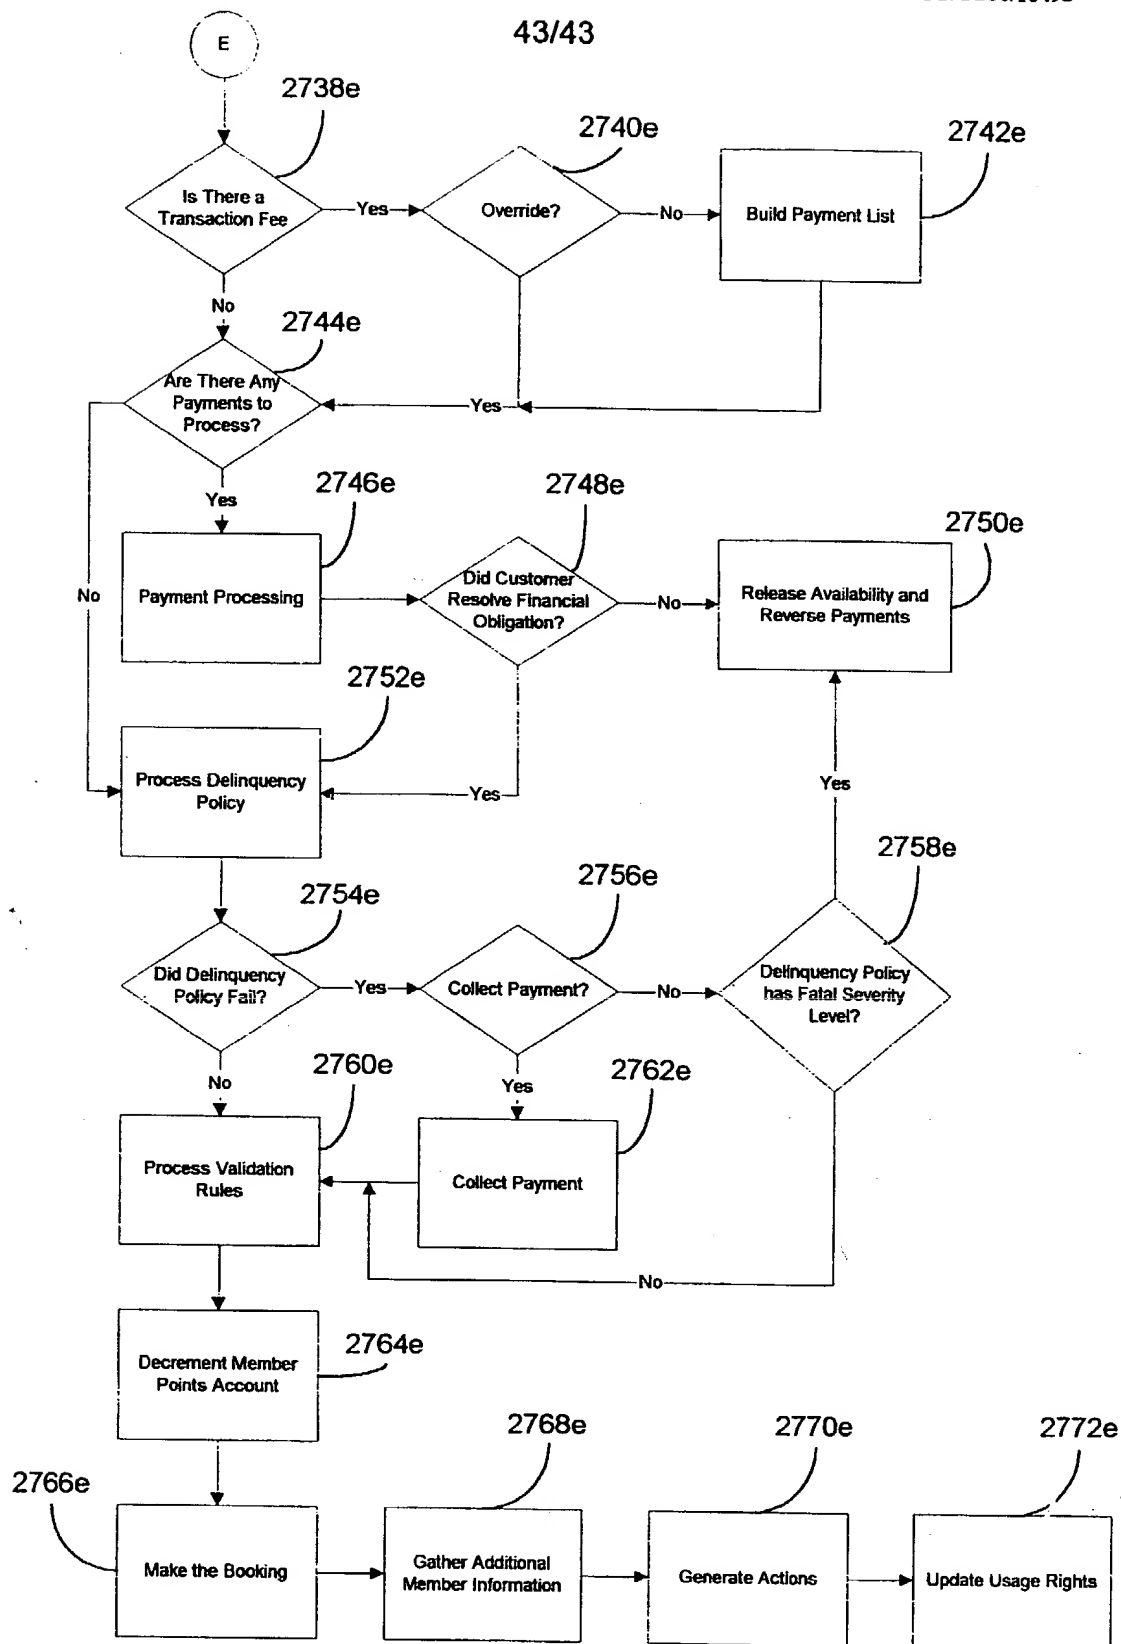 43/43
E
2738e
2740e
2742e
Is There a
Transaction Fee
Yes
Override?
No
Build Payment List
No
2744e
Are There Any
Payments to
Process?
Yes
Yes
2746e
2748e
2750e
No
Payment Processing
Did Customer
Resolve Financial
Obligation?
No
Release Availability and
Reverse Payments
2752e
Process Delinquency
Policy
Yes
Yes
2754e
2756e
2758e
Did Delinquency
Policy Fail?
Yes
Collect Payment?
No
Delinquency Policy
has Fatal Severity
Level?
No
2760e
Yes
2762e
Process Validation
Rules
Collect Payment
No
Decrement Member
Points Account
2764e
2766e
2768e
2770e
2772e
Make the Booking
Gather Additional
Member Information
Generate Actions
Update Usage Rights